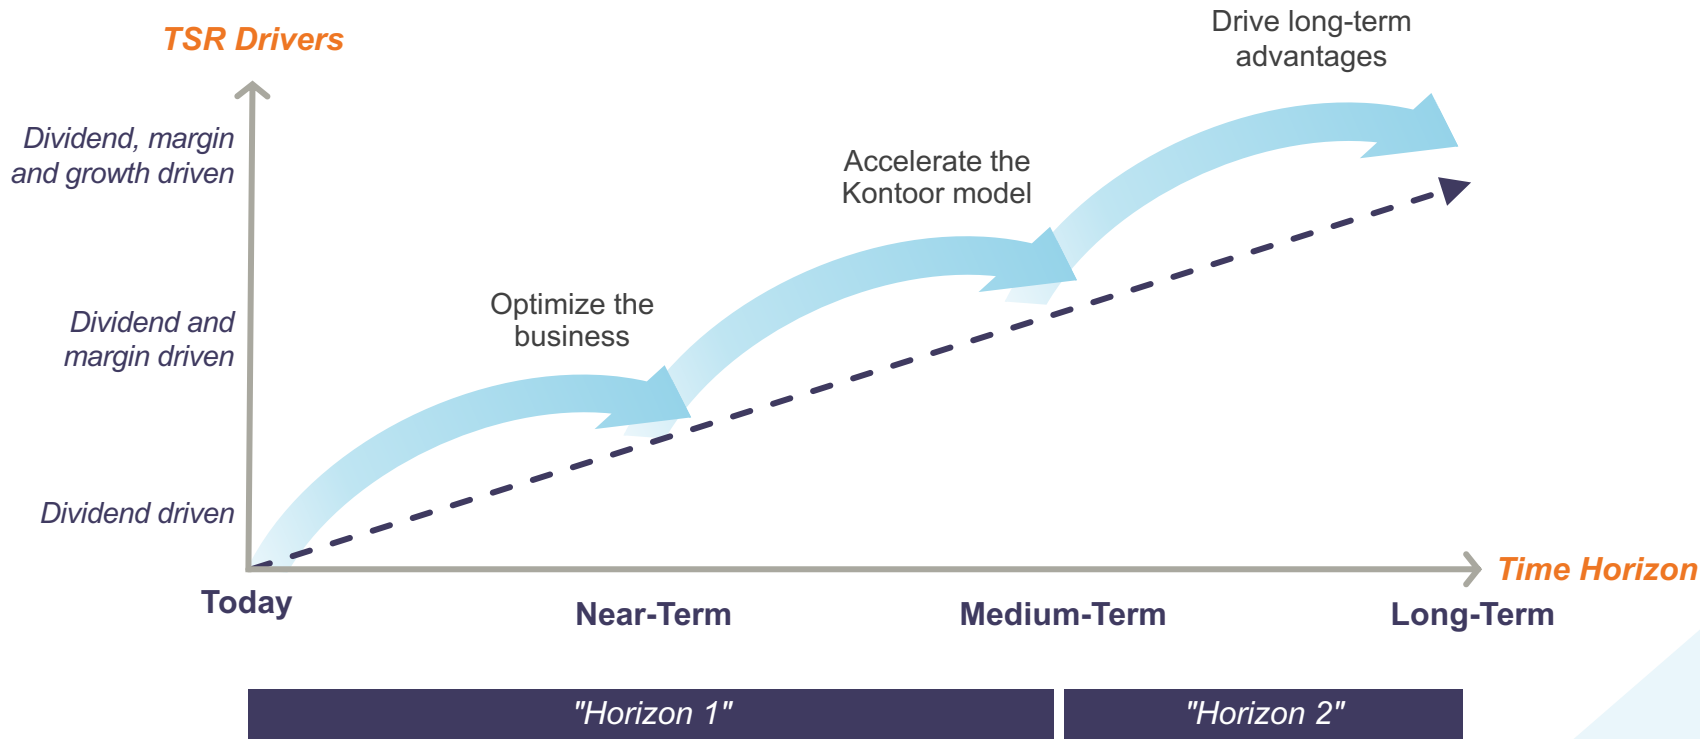 TSR Drivers
Drive long-term
advantages
Dividend, margin
and growth driven
Accelerate the
Kontoor model
Optimize the
business
Dividend and
margin driven
Dividend driven
Time Horizon
Today
Near-Term
Medium-Term
Long-Term
"Horizon 1"
"Horizon 2"